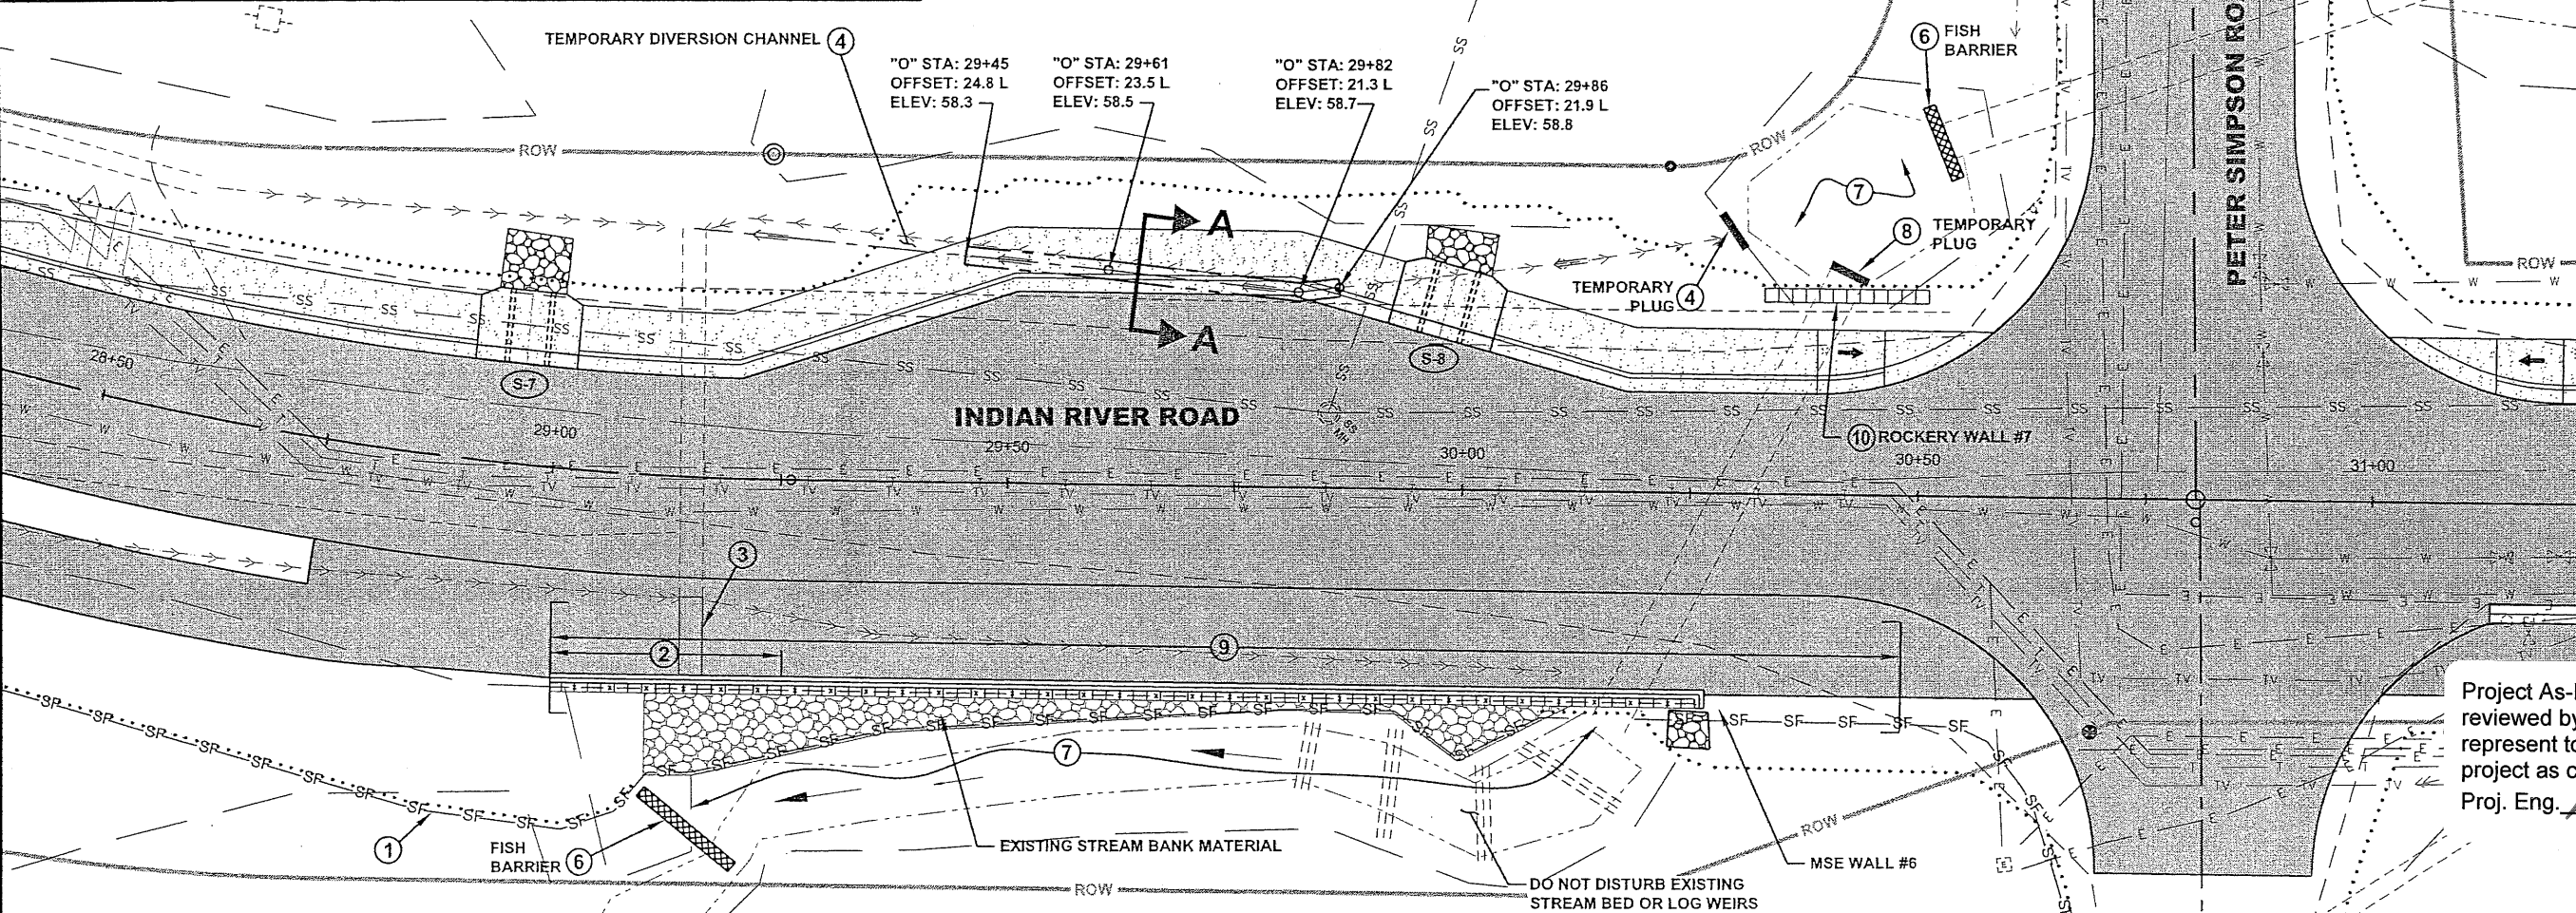 TEMPORARY DIVERSION CHANNEL 4
"O" STA: 29+45
OFFSET: 24.8 L
ELEV: 58.3
"O" STA: 29+61
OFFSET: 23.5 L
ELEV: 58.5
"O" STA: 29+82
OFFSET: 21.3 L
ELEV: 58.7
"O" STA: 29+86
OFFSET: 21.9 L
ELEV: 58.8
6 FISH
BARRIER
PETER SIMPSON
ROW
ROW
ROW
7
A
A
8 TEMPORARY
PLUG
TEMPORARY
PLUG 4
S-7
S-8
INDIAN RIVER ROAD
SS
MH
10 ROCKERY WALL #7
28+50
29+00
29+50
30+00
30+50
31+00
3
2
9
7
1
FISH
BARRIER 6
EXISTING STREAM BANK MATERIAL
MSE WALL #6
DO NOT DISTURB EXISTING
STREAM BED OR LOG WEIRS
ROW
ROW
Project
reviewed by
represent
project as
Proj. Eng.